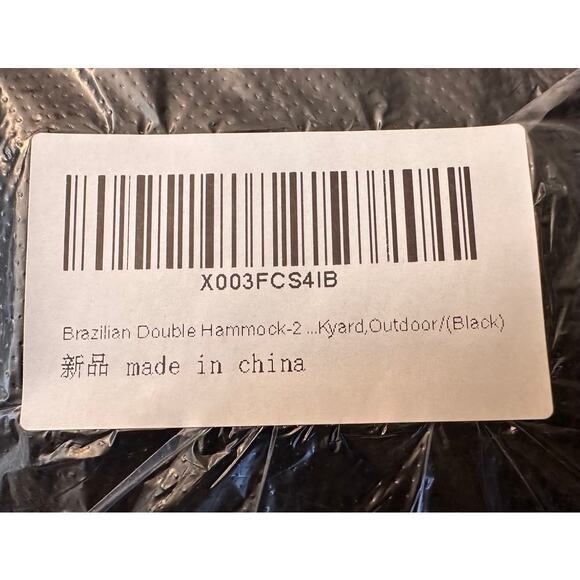 X003FCS4IB
Brazilian Double Hammock-2 ...Kyard,Outdoor/(Black)
新品 made in china